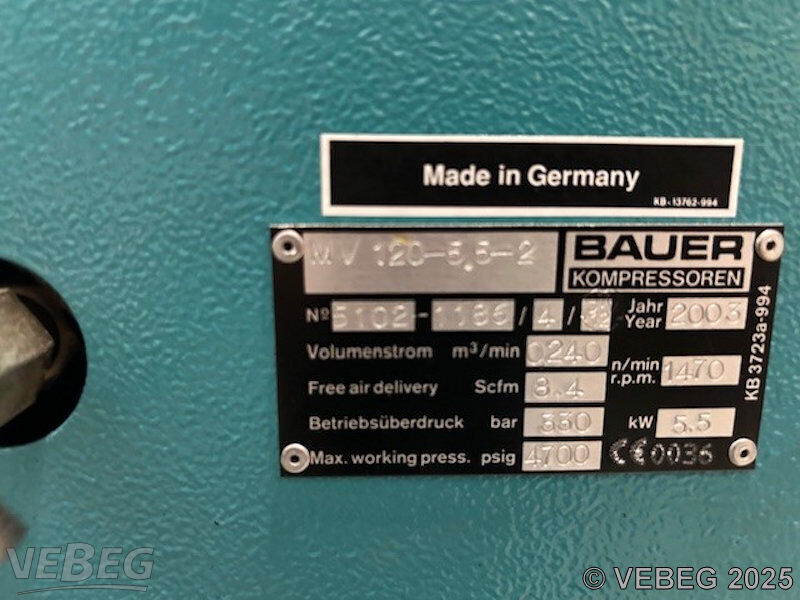 Made in Germany
KB-13762-994
MV 120-5,5-2
BAUER
KOMPRESSOREN
Nº 5102-1186/4/
Jahr
Year 2003
Volumenstrom m³/min 0,240
n/min
r.p.m. 1470
Free air delivery Scfm 8.4
Betriebsüberdruck bar 330
kW 5.5
Max. working press. psig 4700
CE0036
KB 3723a-994
VEBEG
© VEBEG 2025